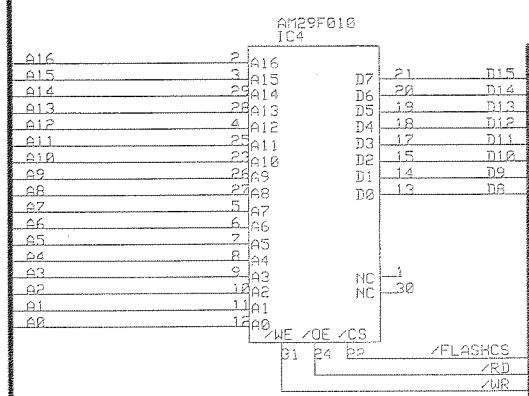 AM29F010
IC4
A16 2 A16
A15 3 A15 D7 21 D15
A14 29 A14 D6 20 D14
A13 28 A13 D5 19 D13
A12 4 A12 D4 18 D12
A11 25 A11 D3 17 D11
A10 23 A10 D2 15 D10
A9 26 A9 D1 14 D9
A8 27 A8 D0 13 D8
A7 5 A7
A6 6 A6
A5 7 A5
A4 8 A4
A3 9 A3 NC 1
A2 10 A2 NC 30
A1 11 A1
A0 12 A0
/WE /OE /CS
31 24 22 /FLASHCS
/RD
/WR